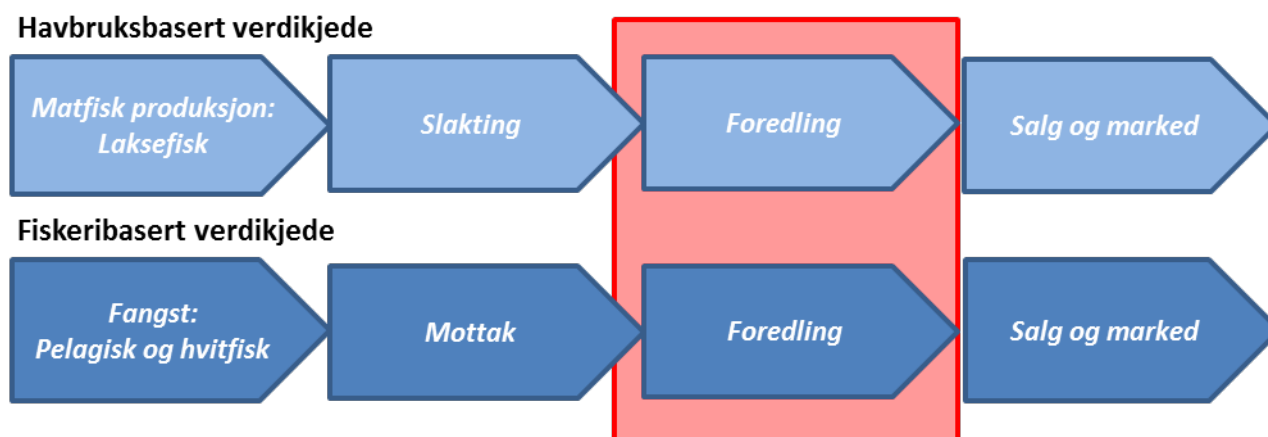 Havbruksbasert verdikjede
Matfisk produksjon:
Laksefisk
Slakting
Foredling
Salg og marked
Fiskeribasert verdikjede
Fangst:
Pelagisk og hvitfisk
Mottak
Foredling
Salg og marked